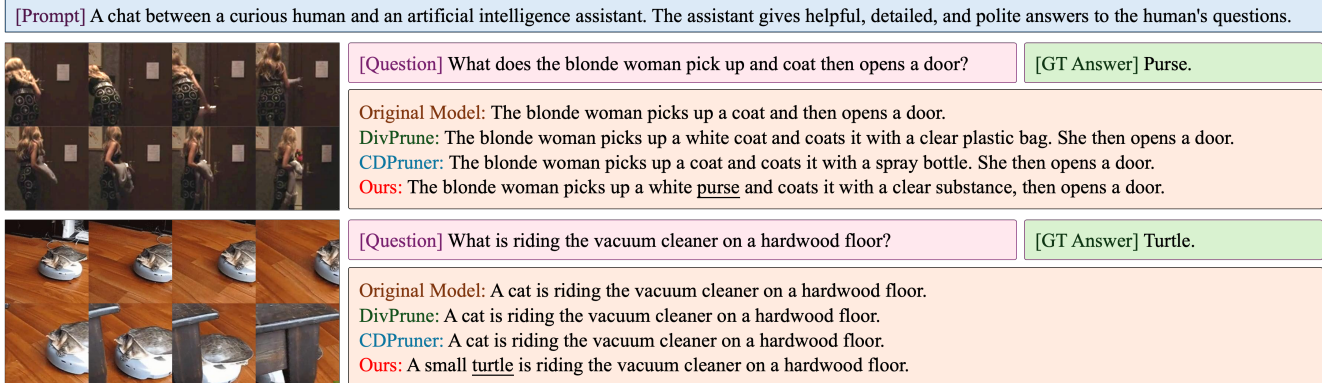 [Prompt] A chat between a curious human and an artificial intelligence assistant. The assistant gives helpful, detailed, and polite answers to the human's questions.
[Question] What does the blonde woman pick up and coat then opens a door? [GT Answer] Purse.
Original Model: The blonde woman picks up a coat and then opens a door.
DivPrune: The blonde woman picks up a white coat and coats it with a clear plastic bag. She then opens a door.
CDPruner: The blonde woman picks up a coat and coats it with a spray bottle. She then opens a door.
Ours: The blonde woman picks up a white purse and coats it with a clear substance, then opens a door.
[Question] What is riding the vacuum cleaner on a hardwood floor? [GT Answer] Turtle.
Original Model: A cat is riding the vacuum cleaner on a hardwood floor.
DivPrune: A cat is riding the vacuum cleaner on a hardwood floor.
CDPruner: A cat is riding the vacuum cleaner on a hardwood floor.
Ours: A small turtle is riding the vacuum cleaner on a hardwood floor.